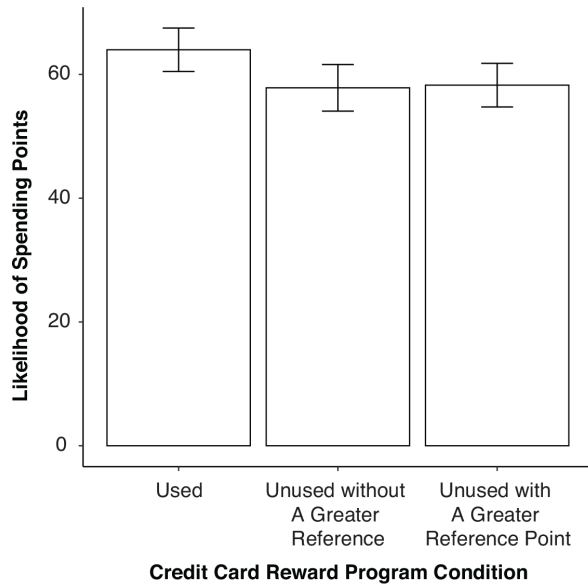 Likelihood of Spending Points
60
40
20
0
Used
Unused without
A Greater
Reference
Unused with
A Greater
Reference Point
Credit Card Reward Program Condition